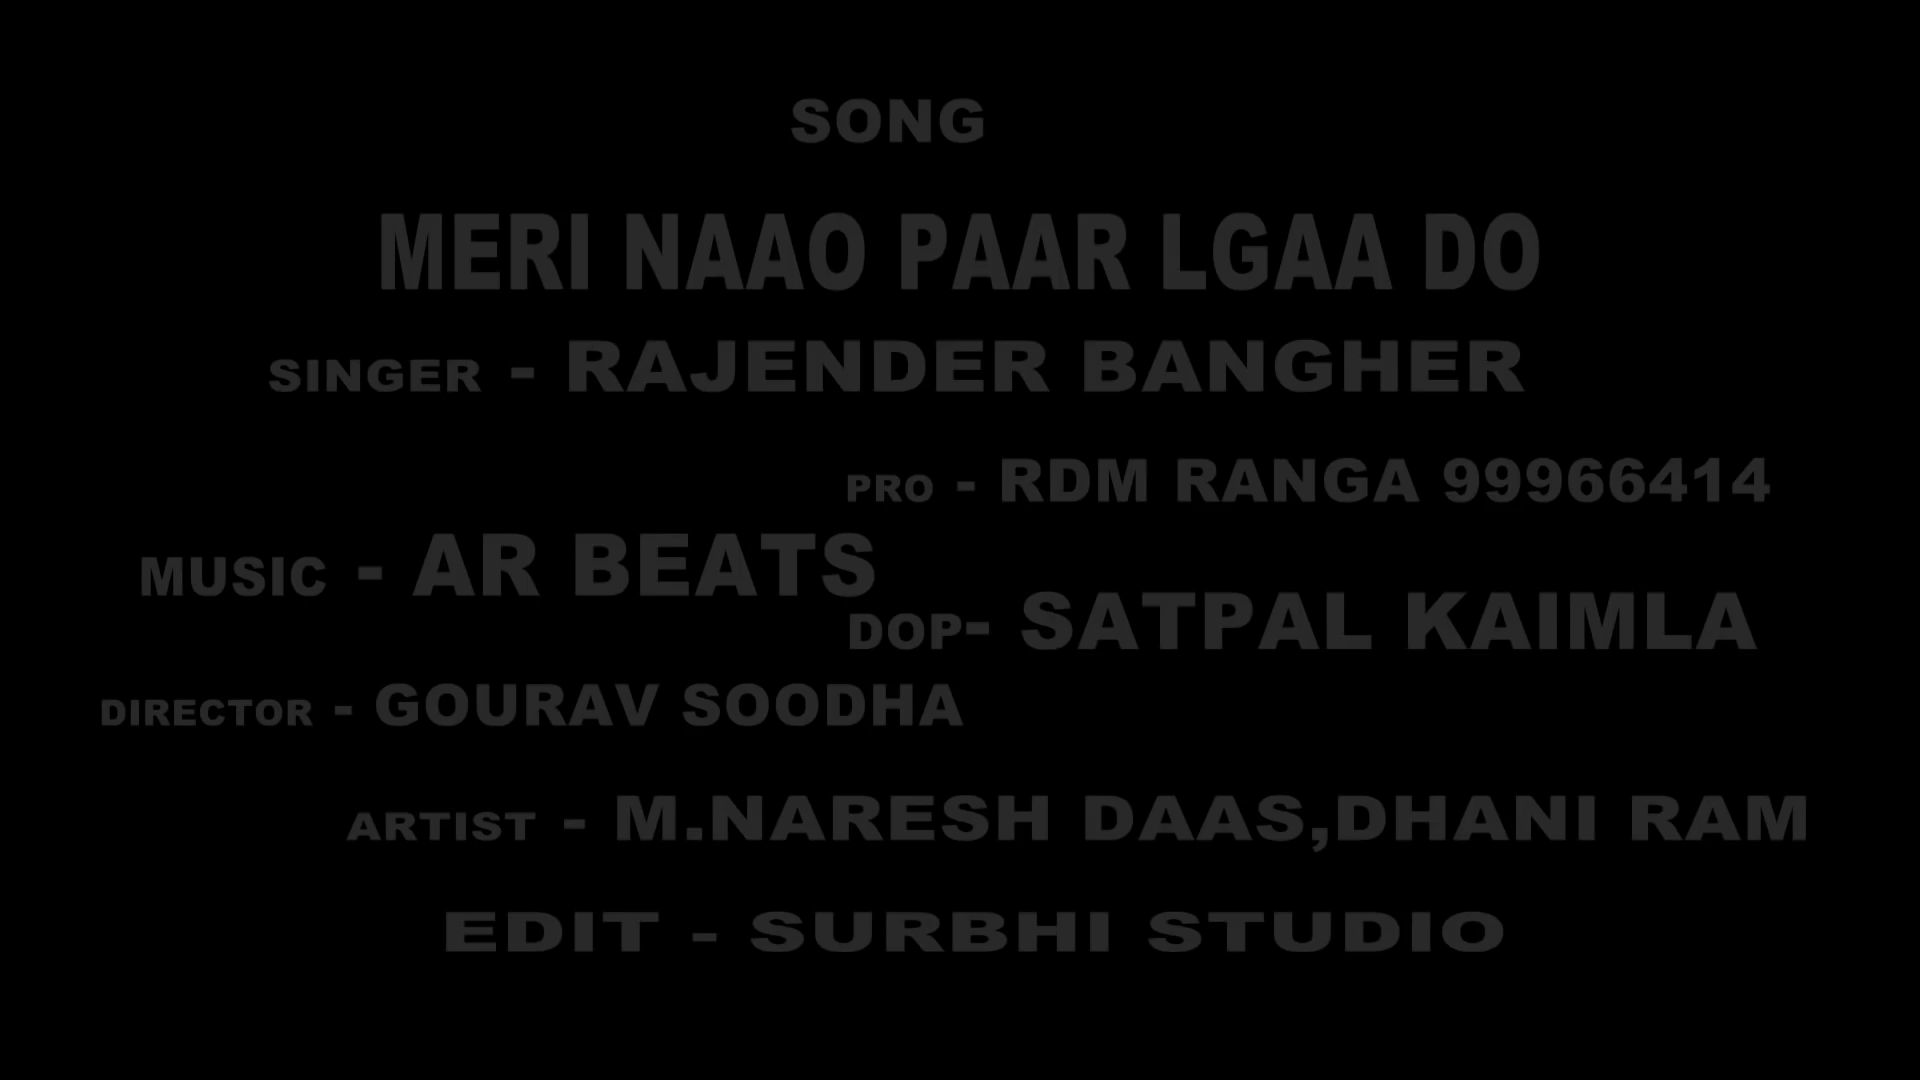 SONG
MERI NAAO PAAR LGAA DO
SINGER - RAJENDER BANGHER
PRO - RDM RANGA 99966414
MUSIC - AR BEATS
DOP- SATPAL KAIMLA
DIRECTOR - GOURAV SOODHA
ARTIST - M.NARESH DAAS,DHANI RAM
EDIT - SURBHI STUDIO